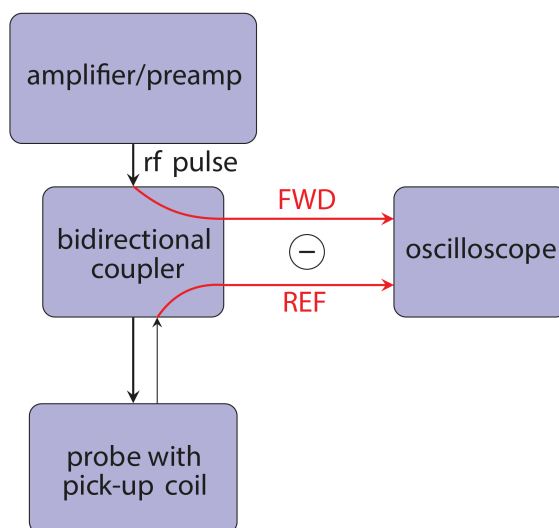 amplifier/preamp
rf pulse
FWD
bidirectional
coupler
−
oscilloscope
REF
probe with
pick-up coil